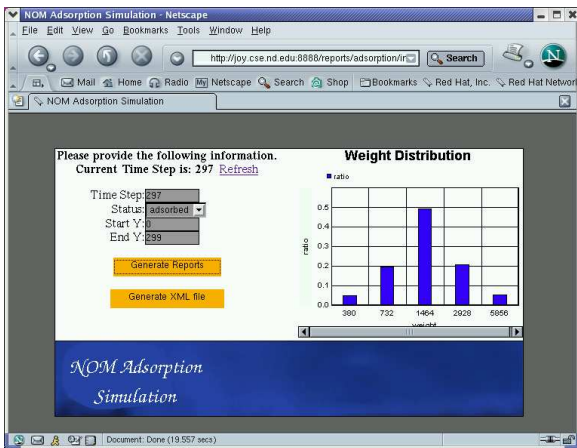 NOM Adsorption Simulation - Netscape
File Edit View Go Bookmarks Tools Window Help
http://joy.cse.nd.edu:8888/reports/adsorption/ir
Search
N
Mail Home Radio My Netscape Search Shop Bookmarks Red Hat, Inc. Red Hat Networ
NOM Adsorption Simulation
Please provide the following information.
Current Time Step is: 297 Refresh
Time Step: 297
Status: adsorbed
Start Y: 0
End Y: 299
Generate Reports
Generate XML file
Weight Distribution
ratio
ratio
0.5
0.4
0.3
0.2
0.1
0.0
380 732 1464 2928 5856
weight
NOM Adsorption
Simulation
Document: Done (19.557 secs)